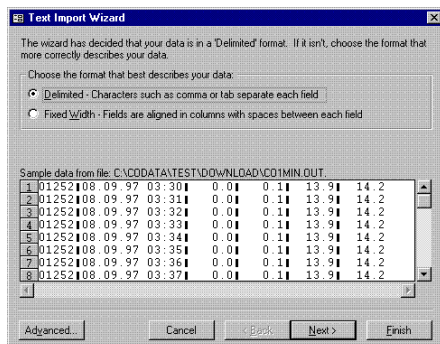 Text Import Wizard
The wizard has decided that your data is in a 'Delimited' format. If it isn't, choose the format that
more correctly describes your data.
Choose the format that best describes your data:
Delimited - Characters such as comma or tab separate each field
Fixed Width - Fields are aligned in columns with spaces between each field
Sample data from file: C:\CODATA\TEST\DOWNLOAD\CO1MIN.OUT.
1 01252 08.09.97 03:30 0.0 0.1 13.9 14.2
2 01252 08.09.97 03:31 0.0 0.1 13.9 14.2
3 01252 08.09.97 03:32 0.0 0.1 13.9 14.2
4 01252 08.09.97 03:33 0.0 0.1 13.9 14.2
5 01252 08.09.97 03:34 0.0 0.1 13.9 14.2
6 01252 08.09.97 03:35 0.0 0.1 13.9 14.2
7 01252 08.09.97 03:36 0.0 0.1 13.9 14.2
8 01252 08.09.97 03:37 0.0 0.1 13.9 14.2
Advanced... Cancel < Back Next > Finish